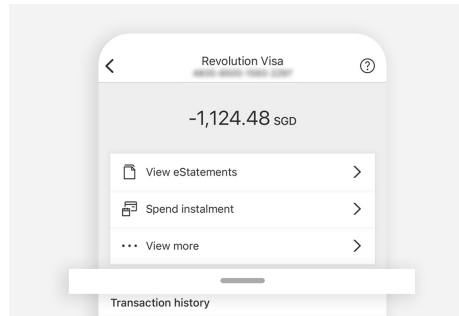 Revolution Visa
-1,124.48 SGD
View eStatements
Spend instalment
View more
Transaction history